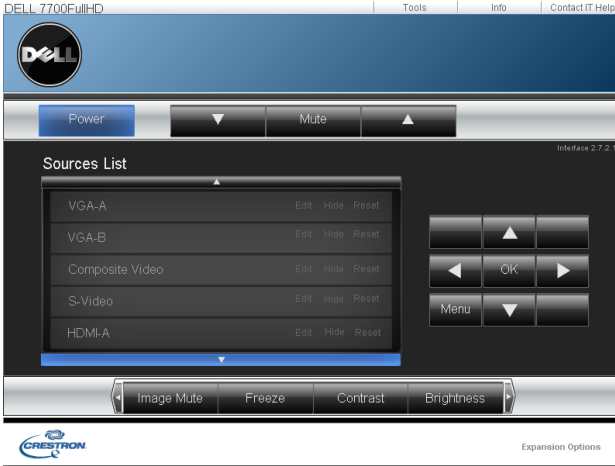 DELL 7700FullHD
Tools Info Contact IT Help
DELL
Power Mute
Interface 2.7.2.1
Sources List
VGA-A Edit Hide Reset
VGA-B Edit Hide Reset
Composite Video Edit Hide Reset
S-Video Edit Hide Reset
HDMI-A Edit Hide Reset
OK
Menu
Image Mute Freeze Contrast Brightness
CRESTRON Expansion Options